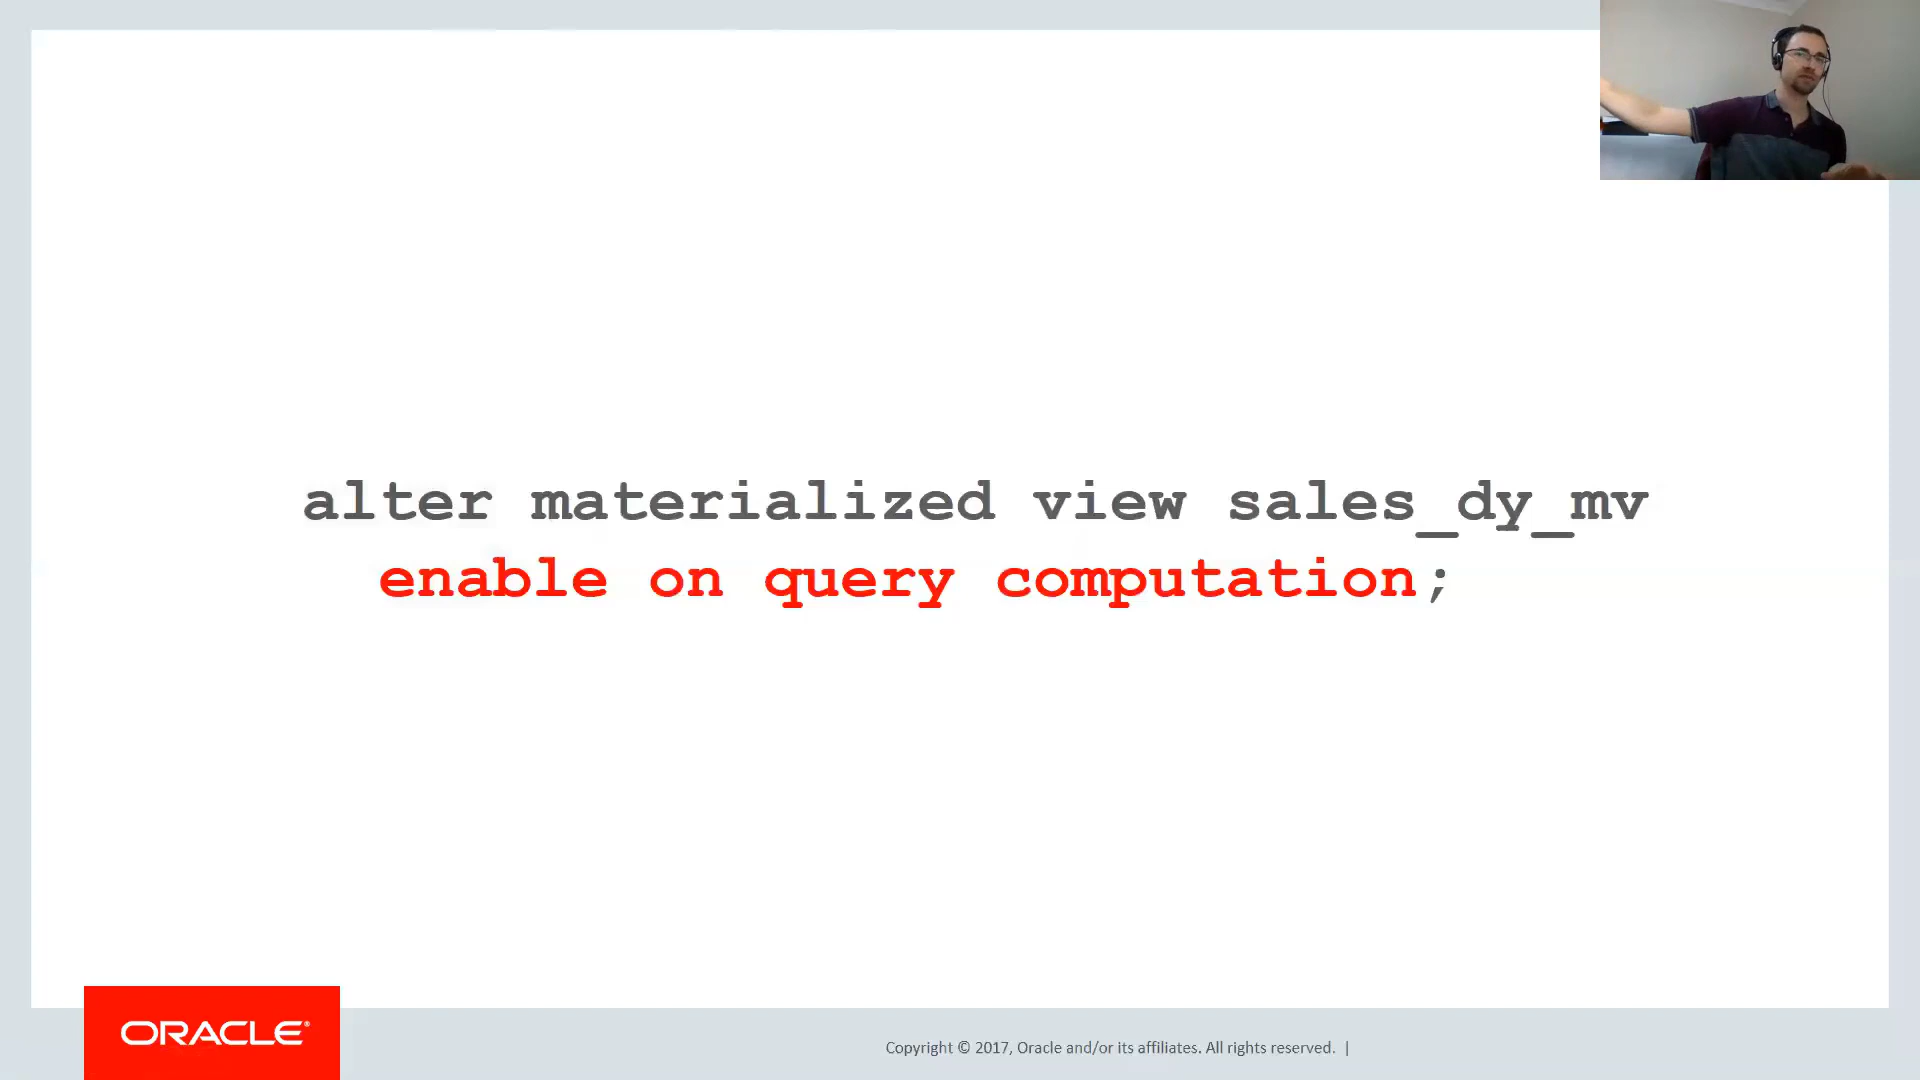 alter materialized view sales_dy_mv
enable on query computation;
ORACLE®
Copyright © 2017, Oracle and/or its affiliates. All rights reserved. |